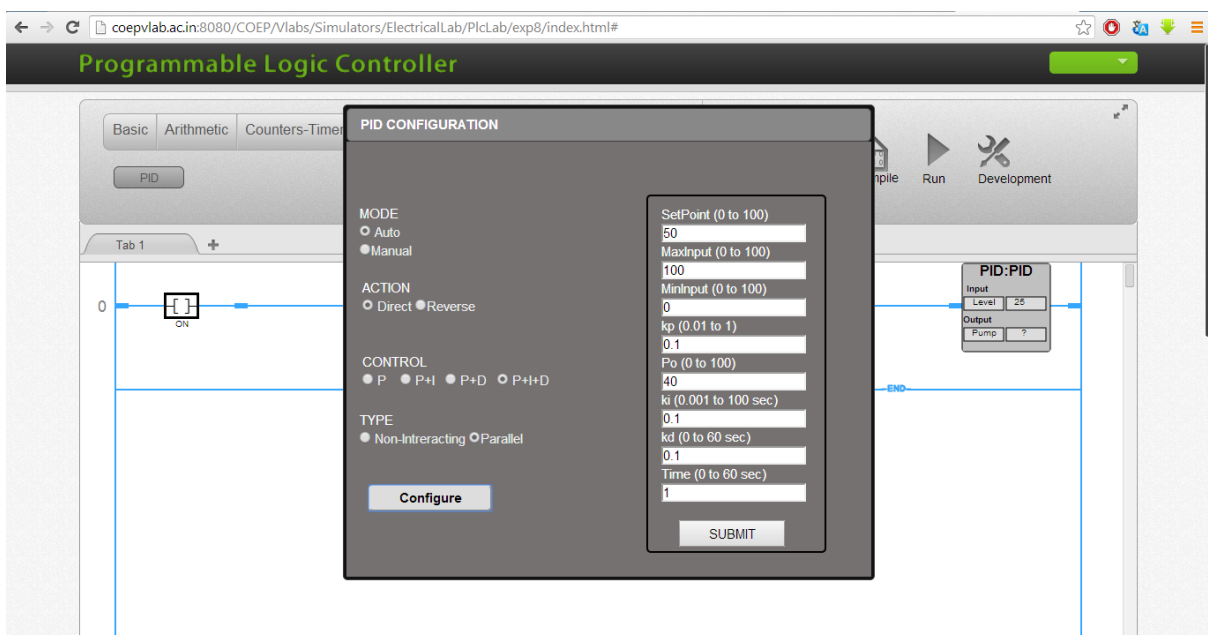 coepvlab.ac.in:8080/COEP/Vlabs/Simulators/ElectricalLab/PlcLab/exp8/index.html#
Programmable Logic Controller
Basic Arithmetic Counters-Timer
PID
Run Development
Tab 1
PID CONFIGURATION
MODE
Auto
Manual
ACTION
Direct Reverse
CONTROL
P P+I P+D P+I+D
TYPE
Non-Intreracting Parallel
Configure
SetPoint (0 to 100)
50
MaxInput (0 to 100)
100
MinInput (0 to 100)
0
kp (0.01 to 1)
0.1
Po (0 to 100)
40
ki (0.001 to 100 sec)
0.1
kd (0 to 60 sec)
0.1
Time (0 to 60 sec)
1
SUBMIT
0
ON
PID:PID
Input
Level
Output
Pump ?
END